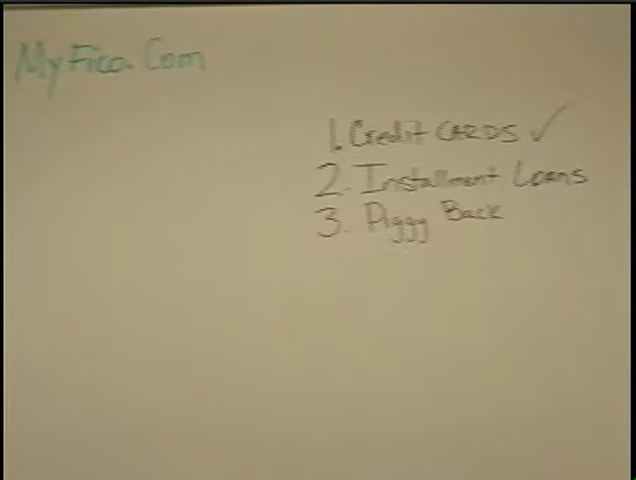 MyFico.Com
1. Credit CARDS ✓
2. Installment Loans
3. Piggy Back